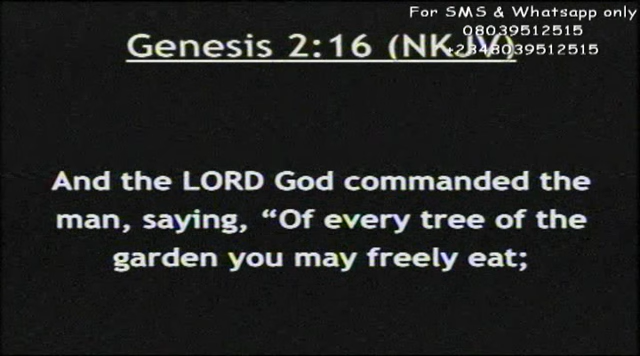 For SMS & Whatsapp only
08039512515
+2348039512515
Genesis 2:16 (NKJV)
And the LORD God commanded the
man, saying, “Of every tree of the
garden you may freely eat;